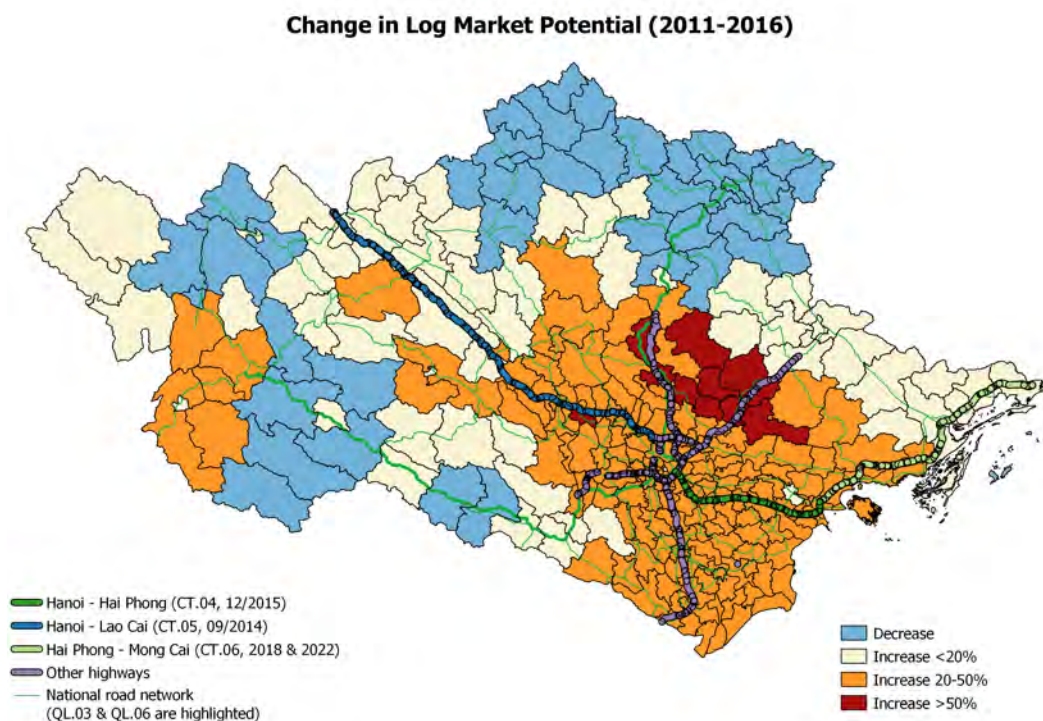 Change in Log Market Potential (2011-2016)
Hanoi - Hai Phong (CT.04, 12/2015)
Hanoi - Lao Cai (CT.05, 09/2014)
Hai Phong - Mong Cai (CT.06, 2018 & 2022)
Other highways
National road network
(QL.03 & QL.06 are highlighted)
Decrease
Increase <20%
Increase 20-50%
Increase >50%